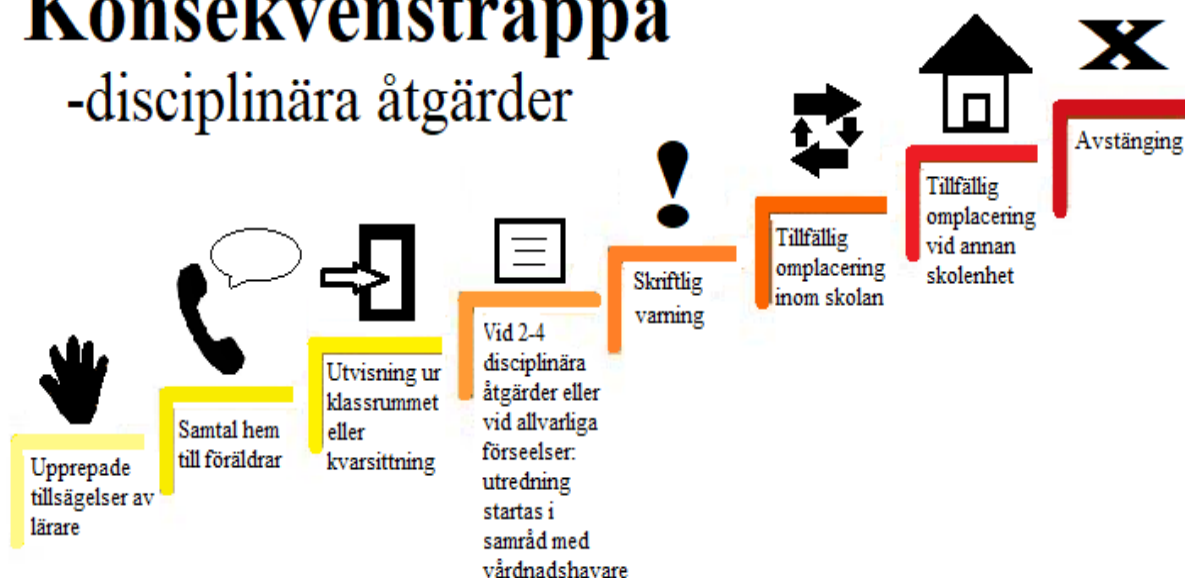 Konsekvenstrappa
-disciplinära åtgärder
Upprepade
tillsägelser av
lärare
Samtal hem
till föräldrar
Utvisning ur
klassrummet
eller
kvarsittning
Vid 2-4
disciplinära
åtgärder eller
vid allvarliga
förseelser:
utredning
startas i
samråd med
vårdnadshavare
Skriftlig
varning
Tillfällig
omplacering
inom skolan
Tillfällig
omplacering
vid annan
skolenhet
Avstänging